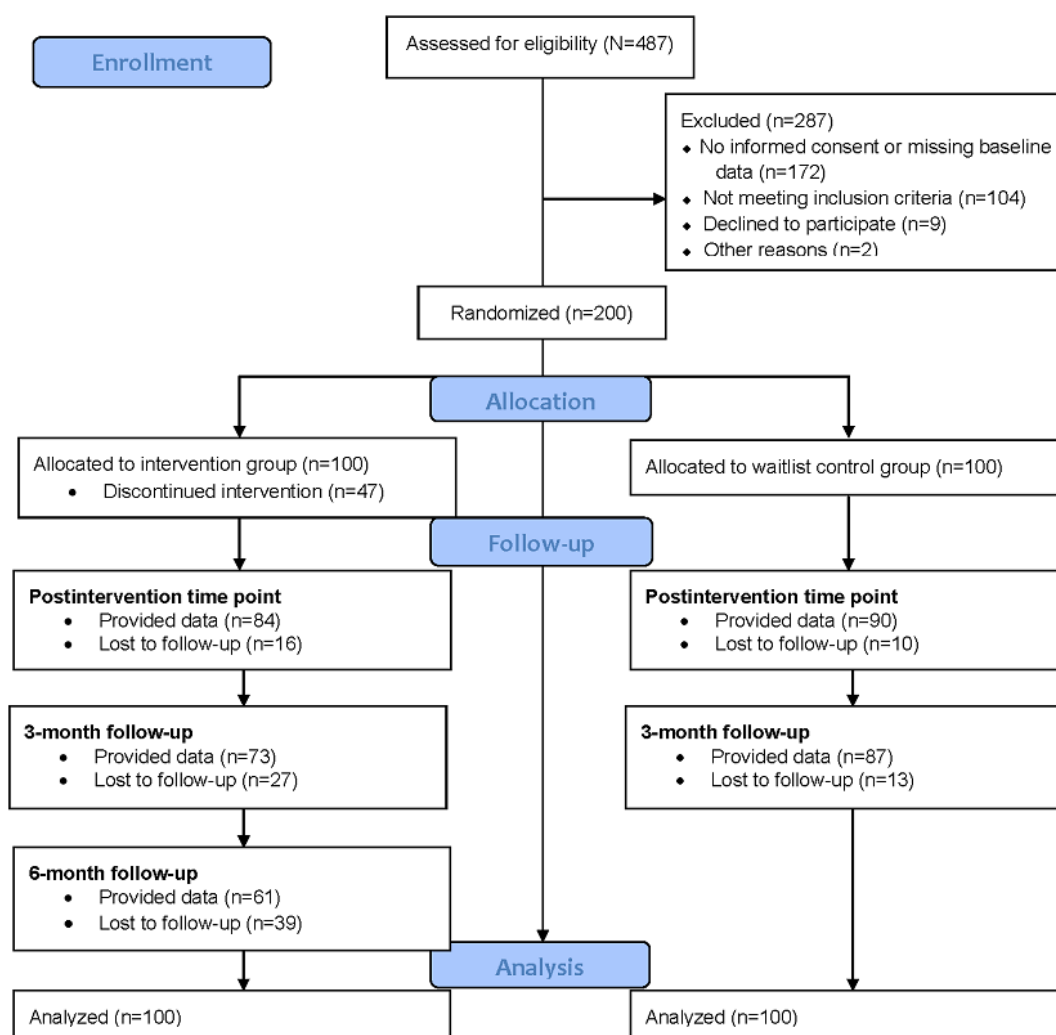 Enrollment
Assessed for eligibility (N=487)
Excluded (n=287)
◆ No informed consent or missing baseline
data (n=172)
◆ Not meeting inclusion criteria (n=104)
◆ Declined to participate (n=9)
◆ Other reasons (n=2)
Randomized (n=200)
Allocation
Allocated to intervention group (n=100)
• Discontinued intervention (n=47)
Allocated to waitlist control group (n=100)
Follow-up
Postintervention time point
• Provided data (n=84)
• Lost to follow-up (n=16)
Postintervention time point
• Provided data (n=90)
• Lost to follow-up (n=10)
3-month follow-up
• Provided data (n=73)
• Lost to follow-up (n=27)
3-month follow-up
• Provided data (n=87)
• Lost to follow-up (n=13)
6-month follow-up
• Provided data (n=61)
• Lost to follow-up (n=39)
Analysis
Analyzed (n=100)
Analyzed (n=100)